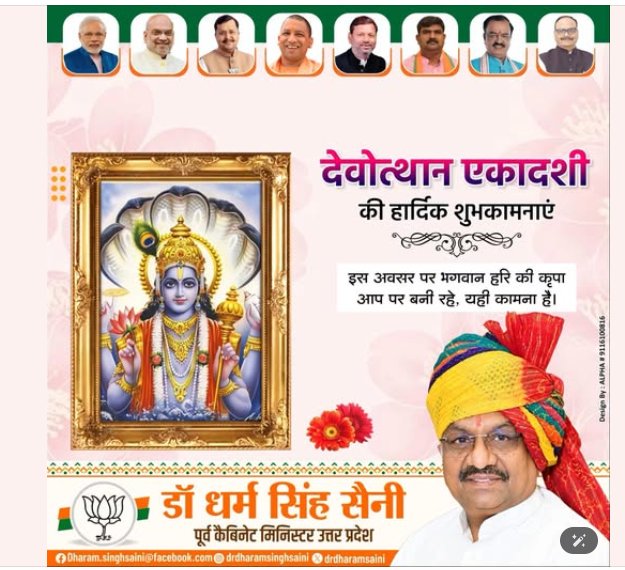 देवोत्थान एकादशी
की हार्दिक शुभकामनाएं
इस अवसर पर भगवान हरि की कृपा
आप पर बनी रहे, यही कामना है।
Design By : ALPHA # 9116100816
डॉ धर्म सिंह सैनी
पूर्व कैबिनेट मिनिस्टर उत्तर प्रदेश
Dharam.singhsaini@facebook.com drdharamsinghsaini drdharamsaini